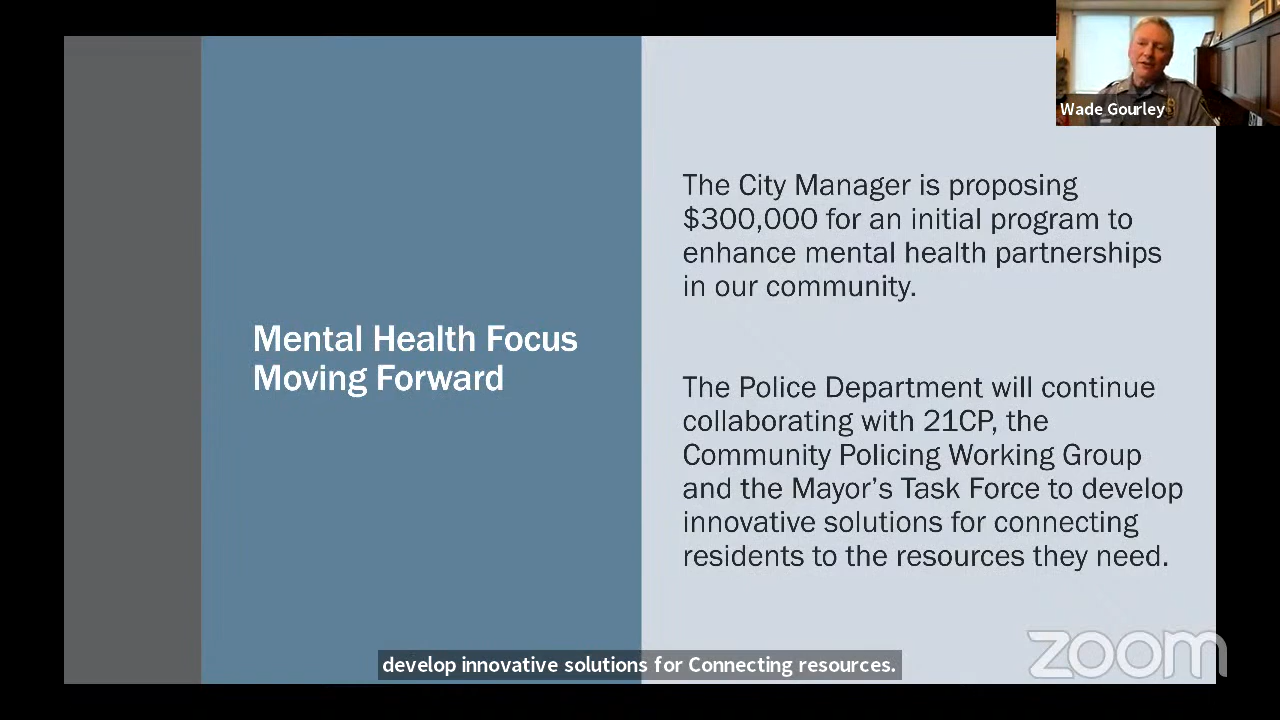 Wade Gourley
The City Manager is proposing
$300,000 for an initial program to
enhance mental health partnerships
in our community.
Mental Health Focus
Moving Forward
The Police Department will continue
collaborating with 21CP, the
Community Policing Working Group
and the Mayor’s Task Force to develop
innovative solutions for connecting
residents to the resources they need.
develop innovative solutions for Connecting resources.
zoom